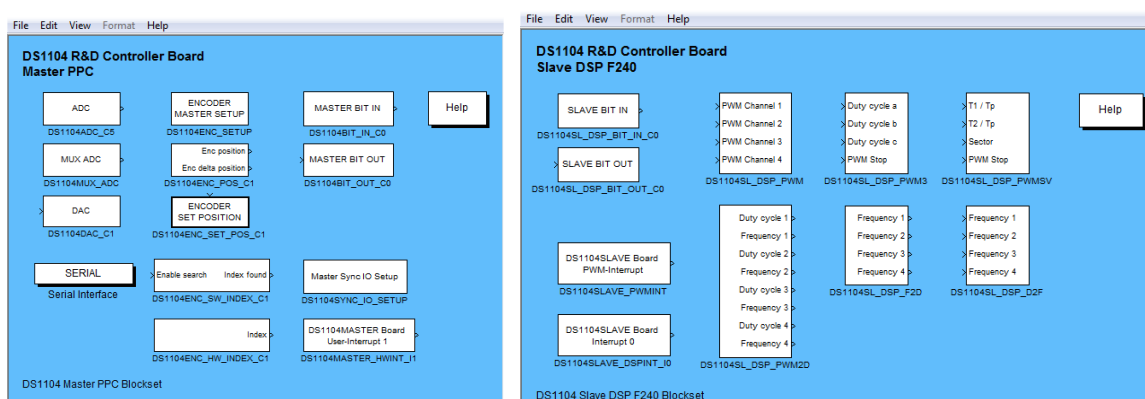 File Edit View Format Help
DS1104 R&D Controller Board
Master PPC
ADC
DS1104ADC_C5
ENCODER
MASTER SETUP
DS1104ENC_SETUP
MASTER BIT IN
DS1104BIT_IN_C0
Help
MUX ADC
DS1104MUX_ADC
Enc position
Enc delta position
DS1104ENC_POS_C1
MASTER BIT OUT
DS1104BIT_OUT_C0
DAC
DS1104DAC_C1
ENCODER
SET POSITION
DS1104ENC_SET_POS_C1
SERIAL
Serial Interface
Enable search Index found
DS1104ENC_SW_INDEX_C1
Master Sync IO Setup
DS1104SYNC_IO_SETUP
Index
DS1104ENC_HW_INDEX_C1
DS1104MASTER Board
User-Interrupt 1
DS1104MASTER_HWINT_I1
DS1104 Master PPC Blockset
File Edit View Format Help
DS1104 R&D Controller Board
Slave DSP F240
SLAVE BIT IN
DS1104SL_DSP_BIT_IN_C0
SLAVE BIT OUT
DS1104SL_DSP_BIT_OUT_C0
PWM Channel 1
PWM Channel 2
PWM Channel 3
PWM Channel 4
DS1104SL_DSP_PWM
Duty cycle a
Duty cycle b
Duty cycle c
PWM Stop
DS1104SL_DSP_PWM3
T1 / Tp
T2 / Tp
Sector
PWM Stop
DS1104SL_DSP_PWMSV
Help
DS1104SLAVE Board
PWM-Interrupt
DS1104SLAVE_PWMINT
DS1104SLAVE Board
Interrupt 0
DS1104SLAVE_DSPINT_I0
Duty cycle 1
Frequency 1
Duty cycle 2
Frequency 2
Duty cycle 3
Frequency 3
Duty cycle 4
Frequency 4
DS1104SL_DSP_PWM2D
Frequency 1
Frequency 2
Frequency 3
Frequency 4
DS1104SL_DSP_F2D
Frequency 1
Frequency 2
Frequency 3
Frequency 4
DS1104SL_DSP_D2F
DS1104 Slave DSP F240 Blockset